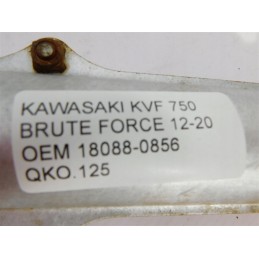 KAWASAKI KVF 750
BRUTE FORCE 12-20
OEM 18088-0856
QKO.125